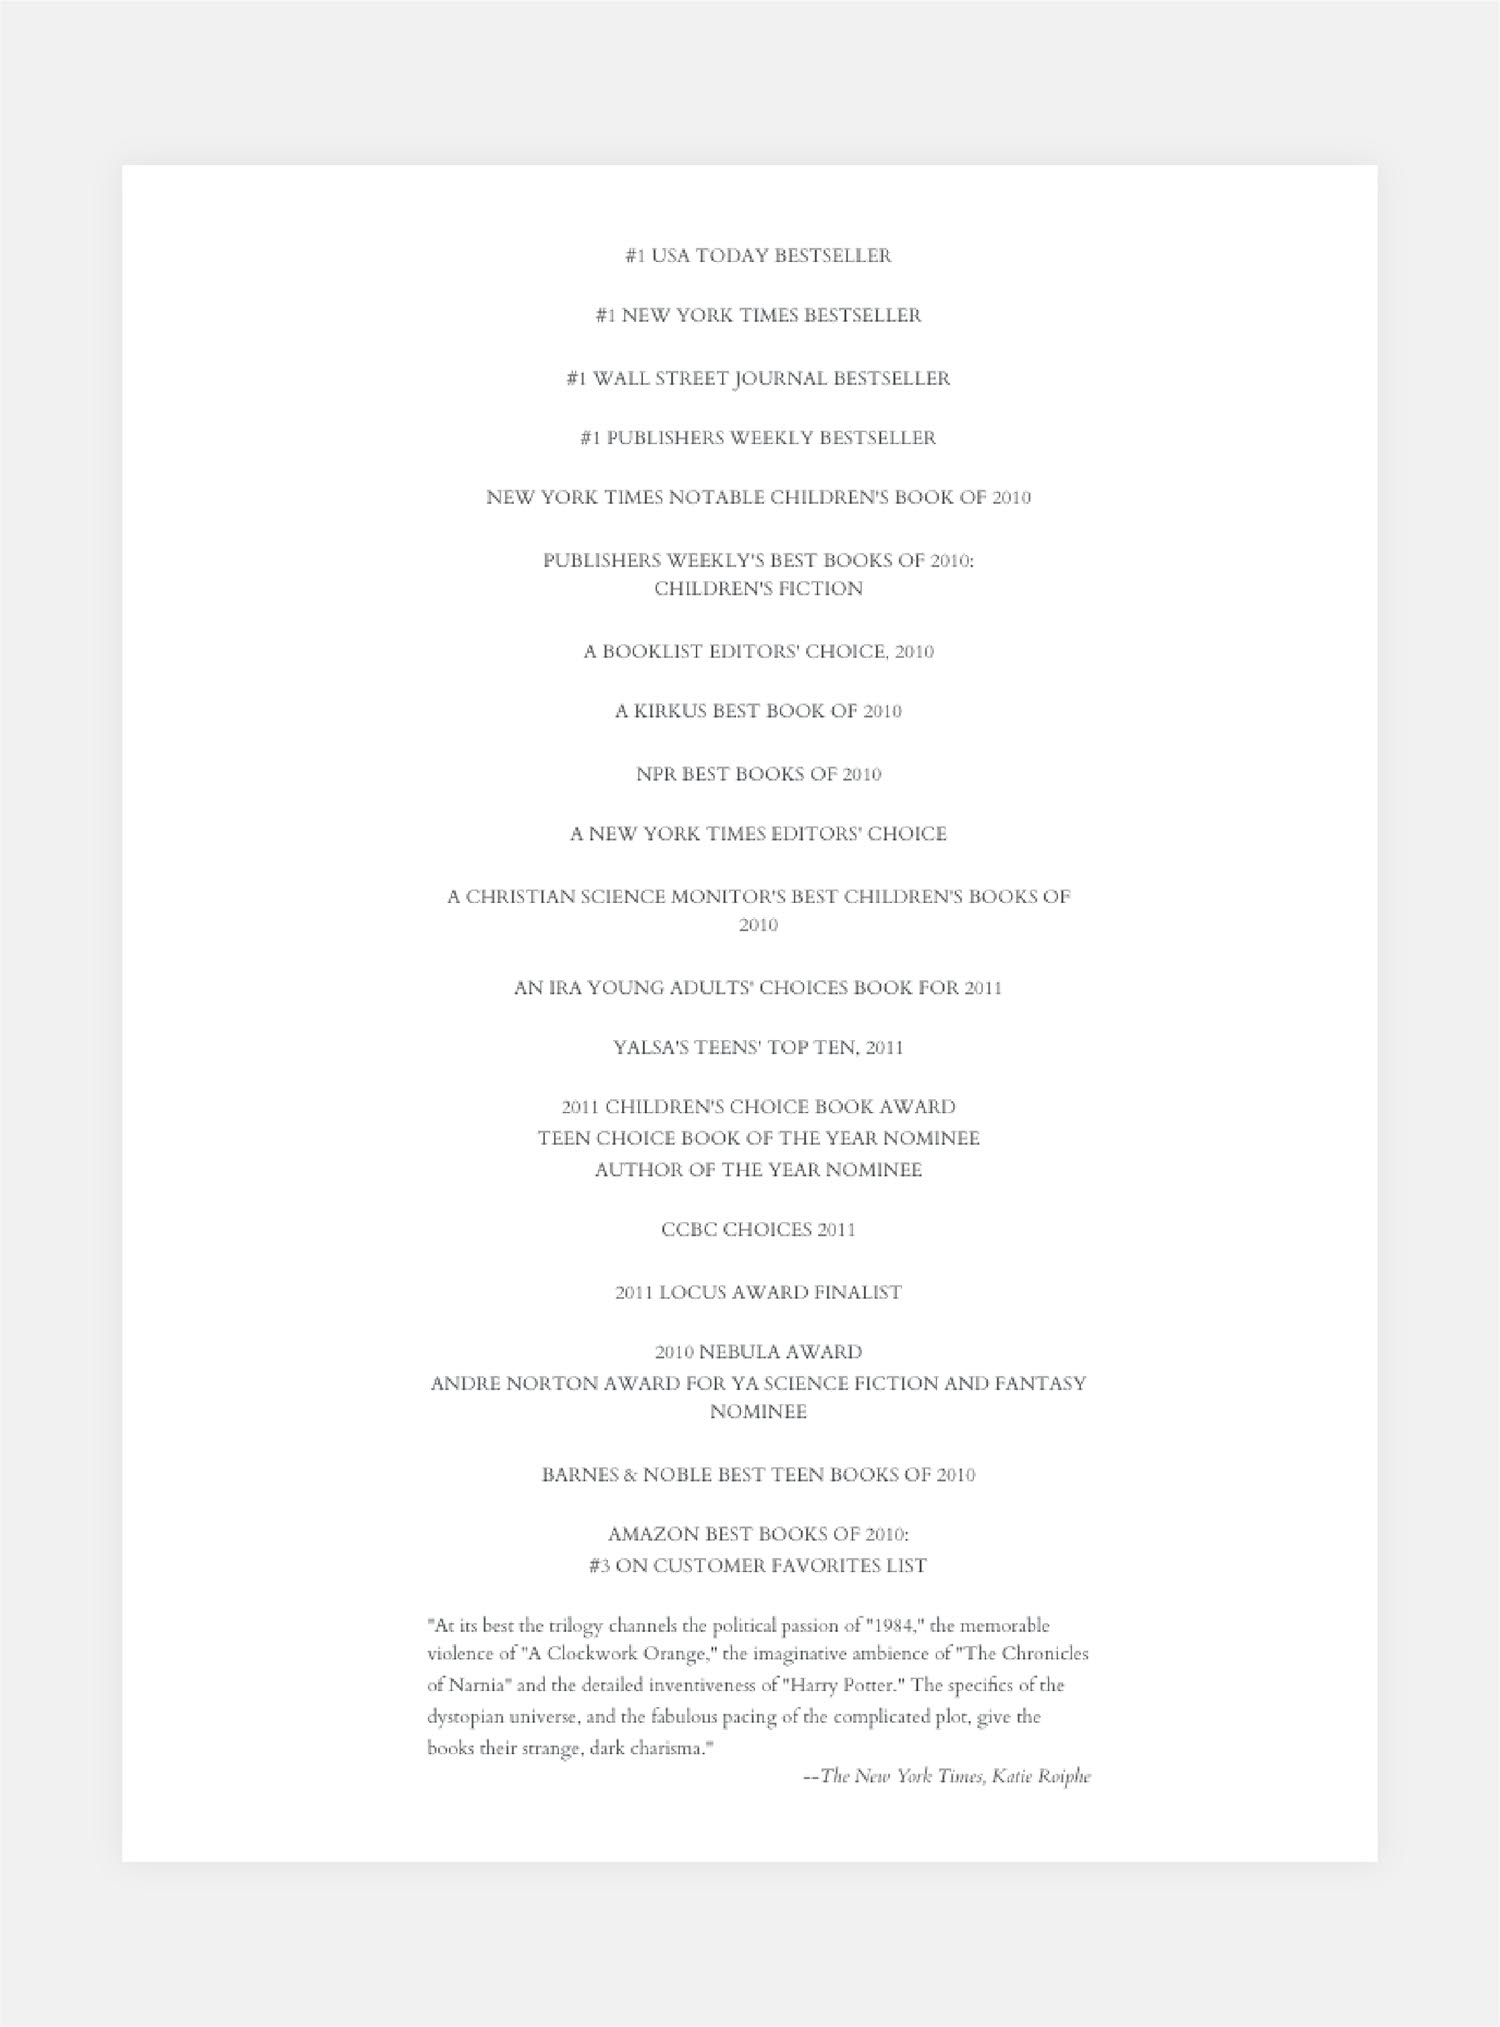 #1 USA TODAY BESTSELLER
#1 NEW YORK TIMES BESTSELLER
#1 WALL STREET JOURNAL BESTSELLER
#1 PUBLISHERS WEEKLY BESTSELLER
NEW YORK TIMES NOTABLE CHILDREN'S BOOK OF 2010
PUBLISHERS WEEKLY'S BEST BOOKS OF 2010:
CHILDREN'S FICTION
A BOOKLIST EDITORS' CHOICE, 2010
A KIRKUS BEST BOOK OF 2010
NPR BEST BOOKS OF 2010
A NEW YORK TIMES EDITORS' CHOICE
A CHRISTIAN SCIENCE MONITOR'S BEST CHILDREN'S BOOKS OF
2010
AN IRA YOUNG ADULTS' CHOICES BOOK FOR 2011
YALSA'S TEENS' TOP TEN, 2011
2011 CHILDREN'S CHOICE BOOK AWARD
TEEN CHOICE BOOK OF THE YEAR NOMINEE
AUTHOR OF THE YEAR NOMINEE
CCBC CHOICES 2011
2011 LOCUS AWARD FINALIST
2010 NEBULA AWARD
ANDRE NORTON AWARD FOR YA SCIENCE FICTION AND FANTASY
NOMINEE
BARNES & NOBLE BEST TEEN BOOKS OF 2010
AMAZON BEST BOOKS OF 2010:
#3 ON CUSTOMER FAVORITES LIST
"At its best the trilogy channels the political passion of "1984," the memorable
violence of "A Clockwork Orange," the imaginative ambience of "The Chronicles
of Narnia" and the detailed inventiveness of "Harry Potter." The specifics of the
dystopian universe, and the fabulous pacing of the complicated plot, give the
books their strange, dark charisma."
--The New York Times, Katie Roiphe